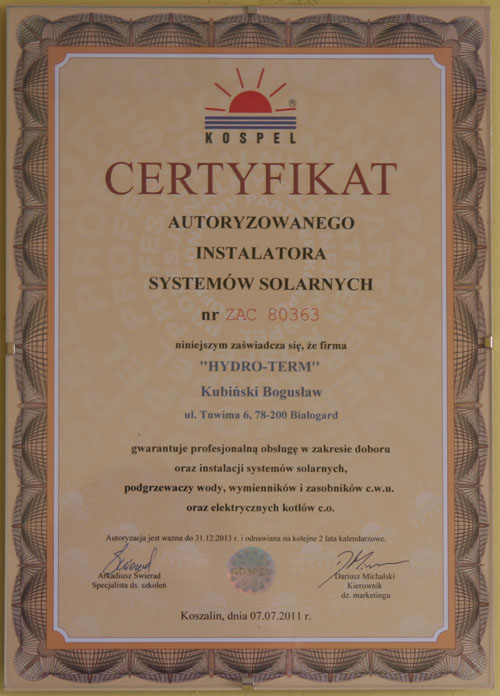 ®
KOSPEL
CERTYFIKAT
AUTORYZOWANEGO
INSTALATORA
SYSTEMÓW SOLARNYCH
nr ZAC 80363
niniejszym zaświadcza się, że firma
"HYDRO-TERM"
Kubiński Bogusław
ul. Tuwima 6, 78-200 Białogard
gwarantuje profesjonalną obsługę w zakresie doboru
oraz instalacji systemów solarnych,
podgrzewaczy wody, wymienników i zasobników c.w.u.
oraz elektrycznych kotłów c.o.
Autoryzacja jest ważna do 31.12.2013 r. i odnawiana na kolejne 2 lata kalendarzowe.
Arkadiusz Świerad
Specjalista ds. szkoleń
KOSPEL
Dariusz Michalski
Kierownik
dz. marketingu
Koszalin, dnia 07.07.2011 r.